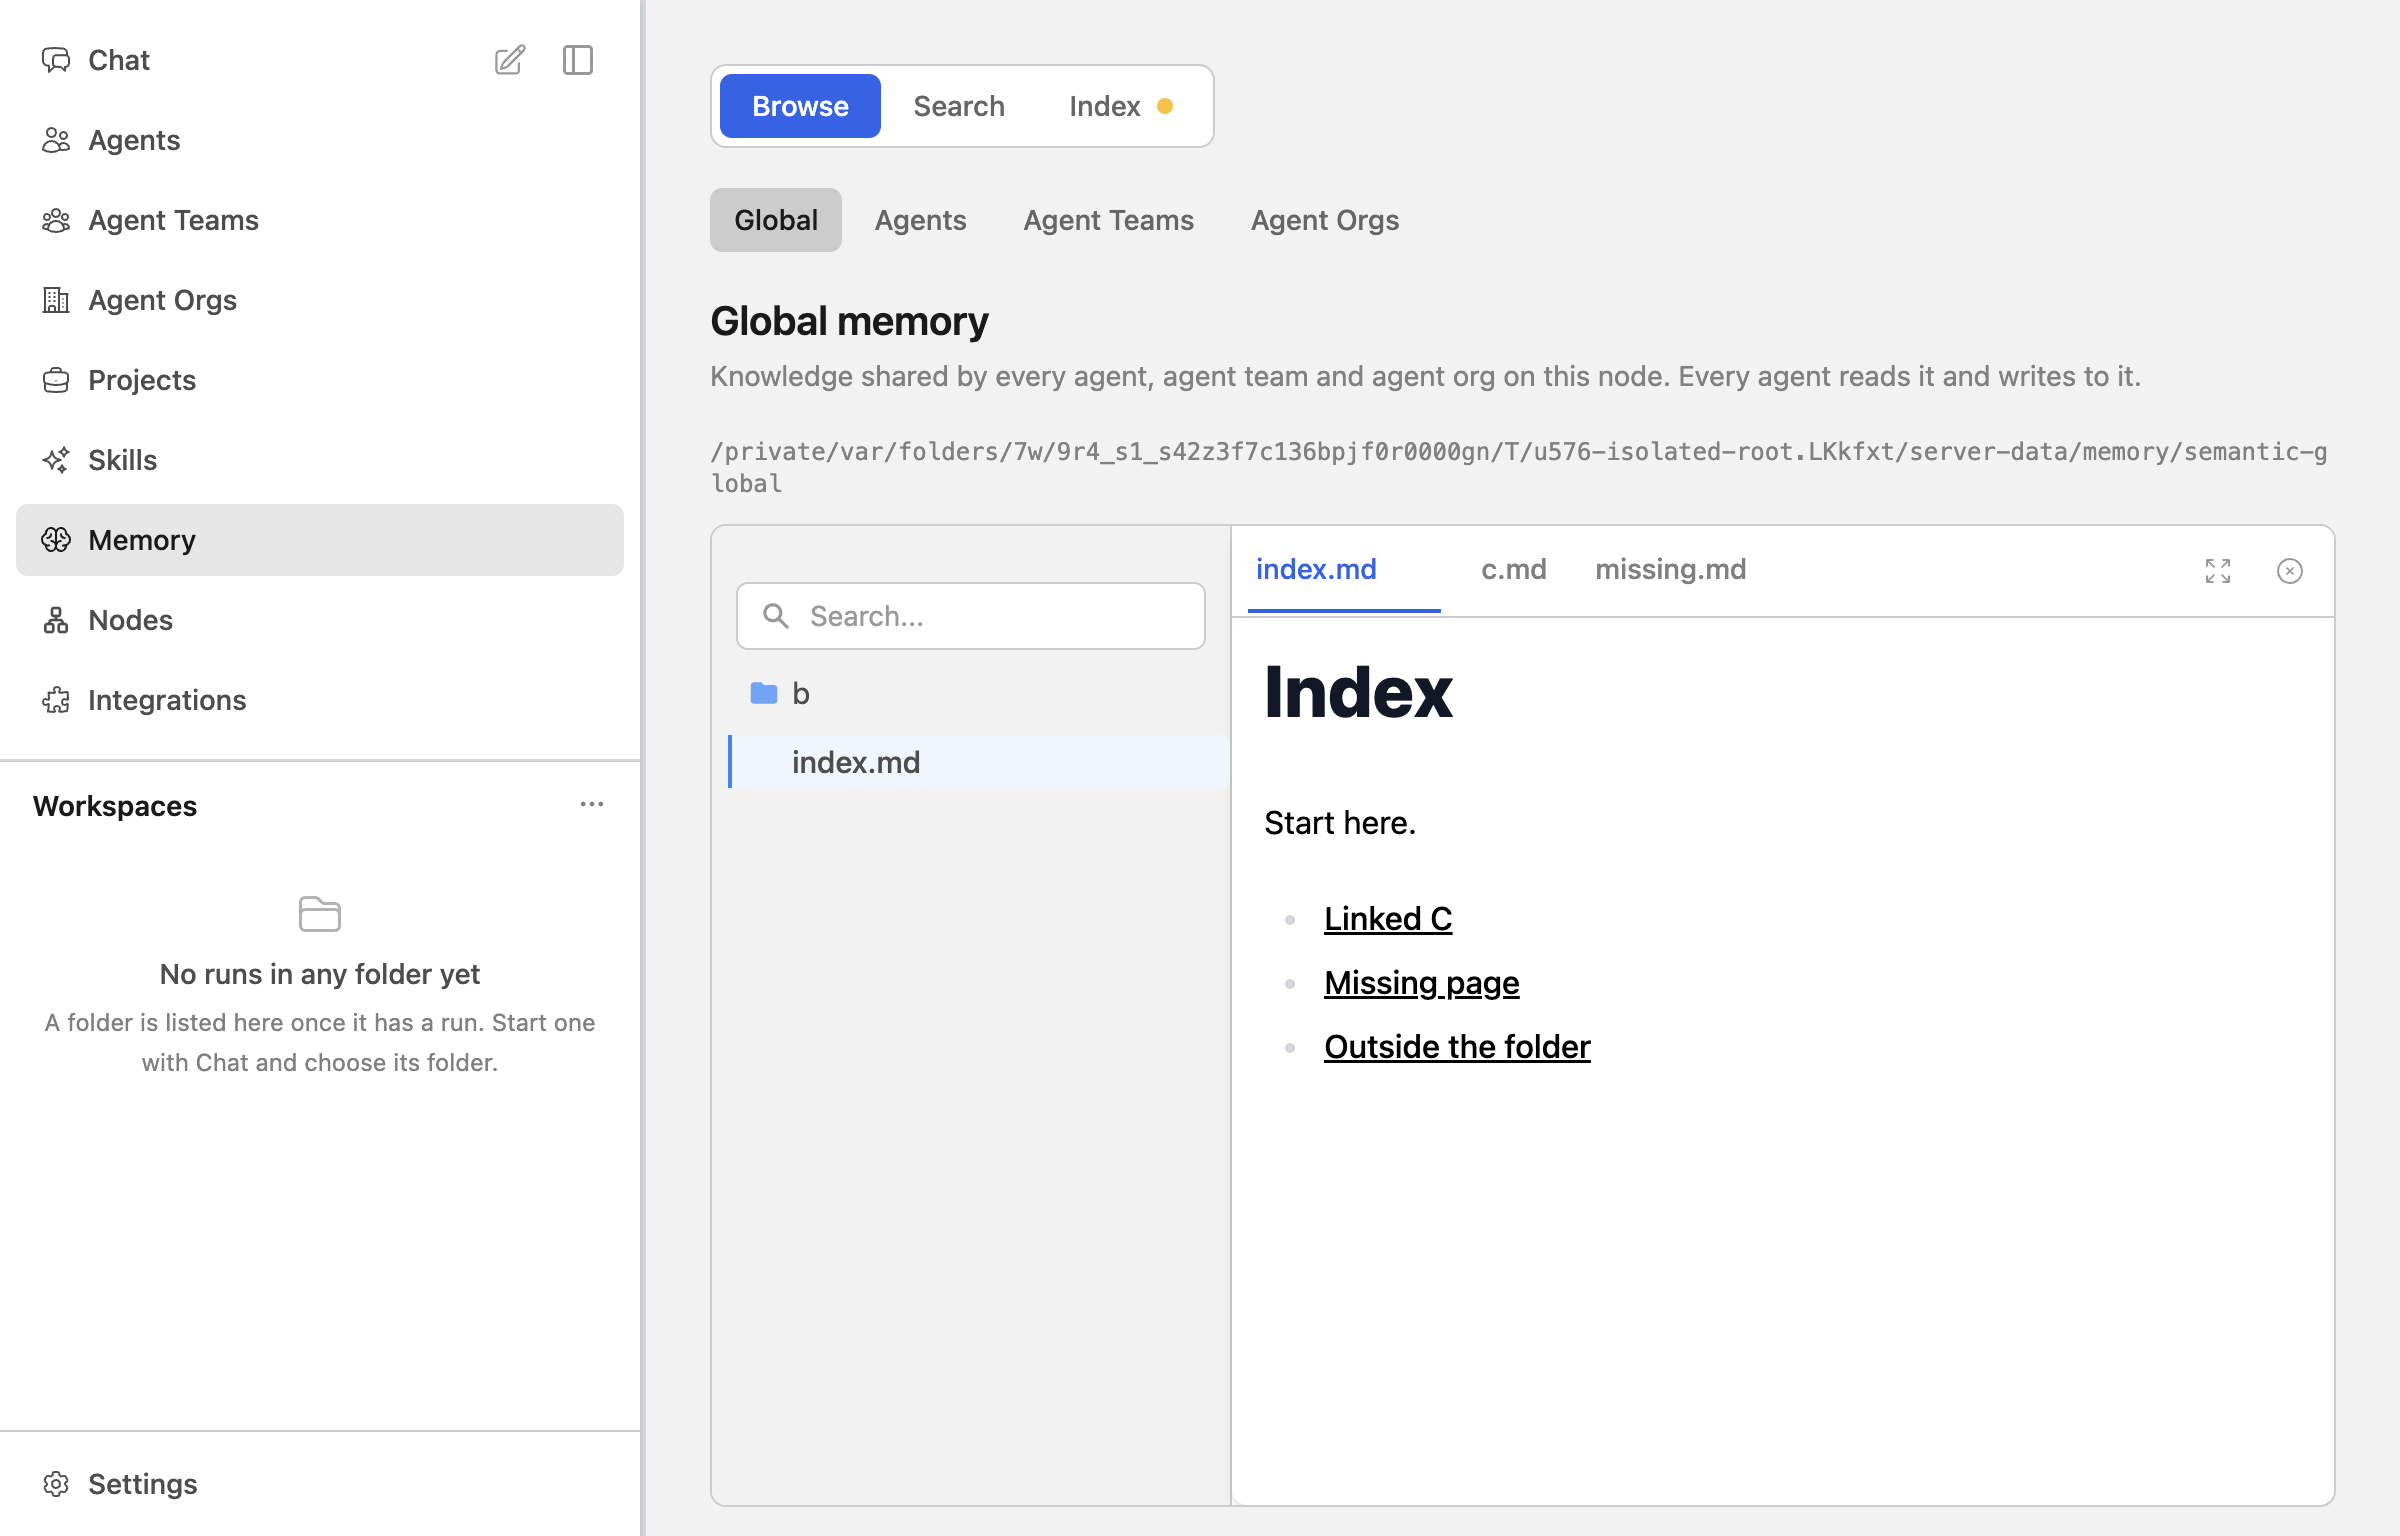 Chat
Agents
Agent Teams
Agent Orgs
Projects
Skills
Memory
Nodes
Integrations
Workspaces
No runs in any folder yet
A folder is listed here once it has a run. Start one
with Chat and choose its folder.
Settings
Browse Search Index
Global Agents Agent Teams Agent Orgs
Global memory
Knowledge shared by every agent, agent team and agent org on this node. Every agent reads it and writes to it.
/private/var/folders/7w/9r4_s1_s42z3f7c136bpjf0r0000gn/T/u576-isolated-root.LKkfxt/server-data/memory/semantic-g
lobal
Search...
b
index.md
index.md c.md missing.md
Index
Start here.
Linked C
Missing page
Outside the folder